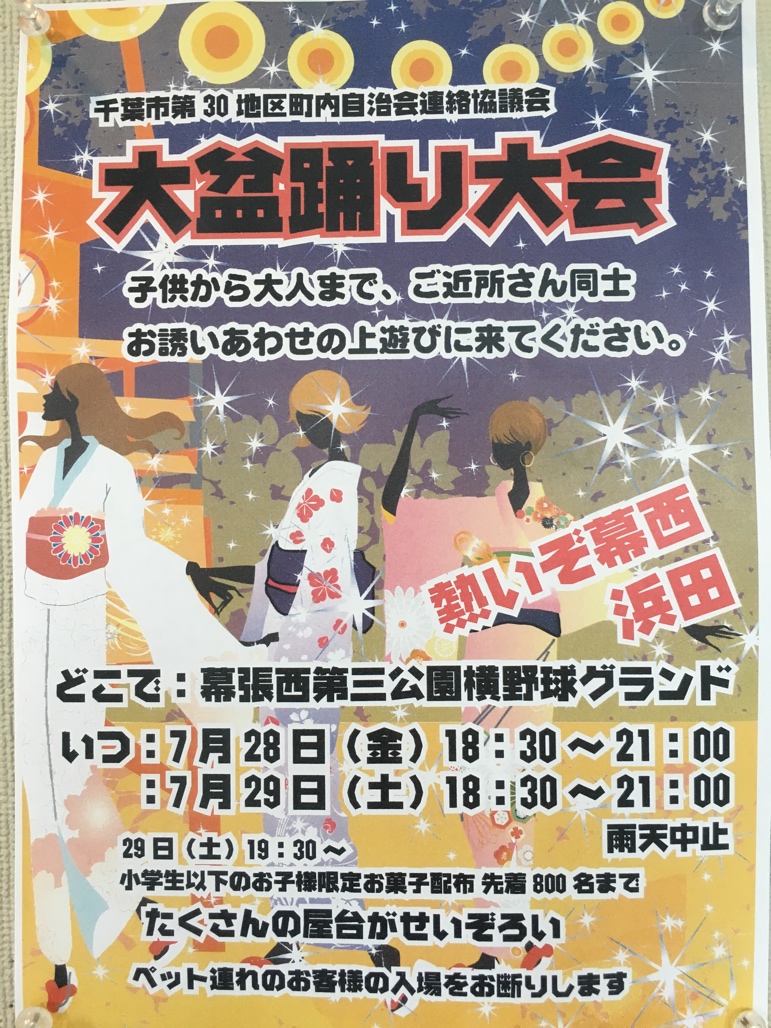 千葉市第30地区町内自治会連絡協議会
大盆踊り大会
子供から大人まで、ご近所さん同士
お誘いあわせの上遊びに来てください。
熱いぞ幕西
浜田
どこで：幕張西第三公園横野球グランド
いつ：7月28日（金）18：30～21：00
：7月29日（土）18：30～21：00
雨天中止
29日（土）19：30～
小学生以下のお子様限定お菓子配布 先着800名まで
たくさんの屋台がせいぞろい
ペット連れのお客様の入場をお断りします